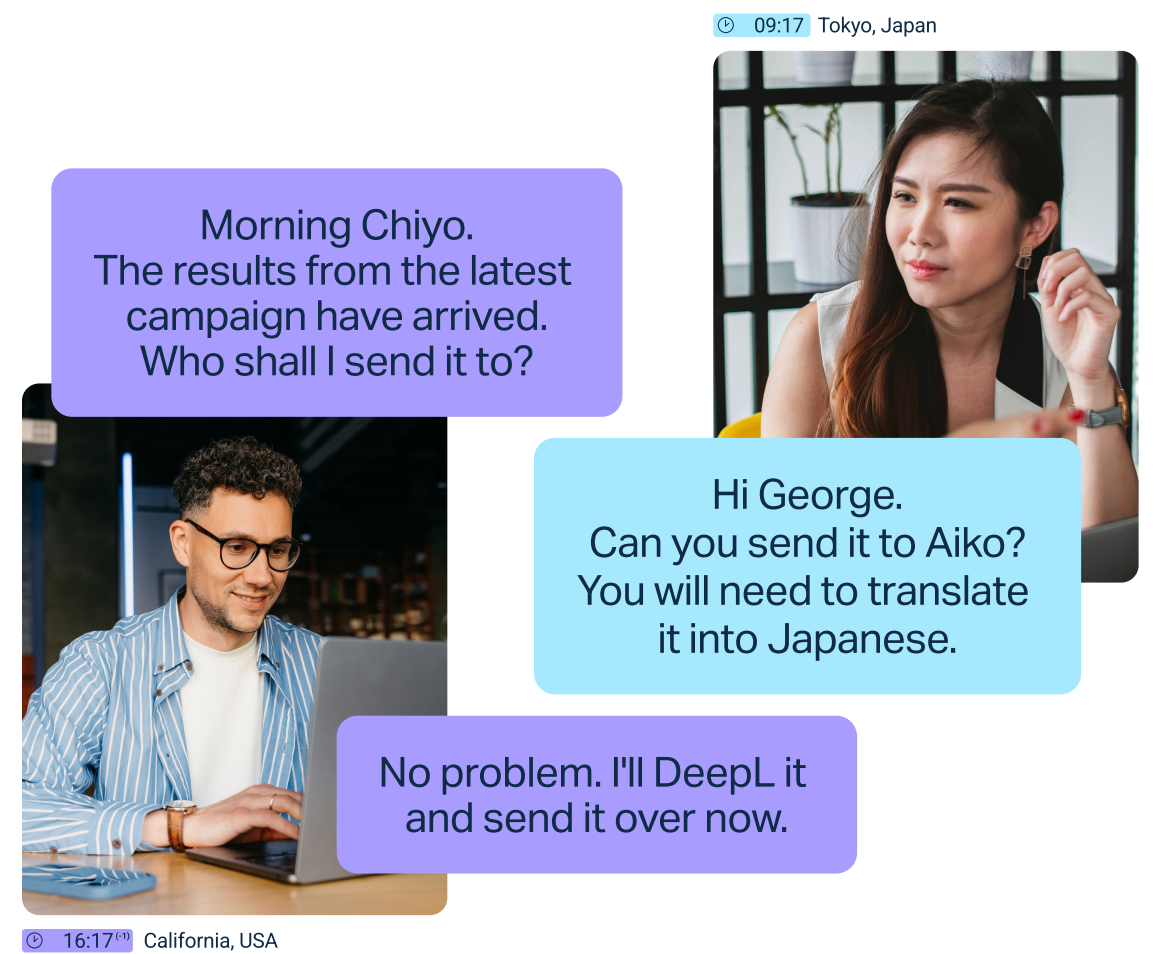 09:17 Tokyo, Japan
Morning Chiyo.
The results from the latest
campaign have arrived.
Who shall I send it to?
Hi George.
Can you send it to Aiko?
You will need to translate
it into Japanese.
No problem. I'll DeepL it
and send it over now.
16:17(-1) California, USA